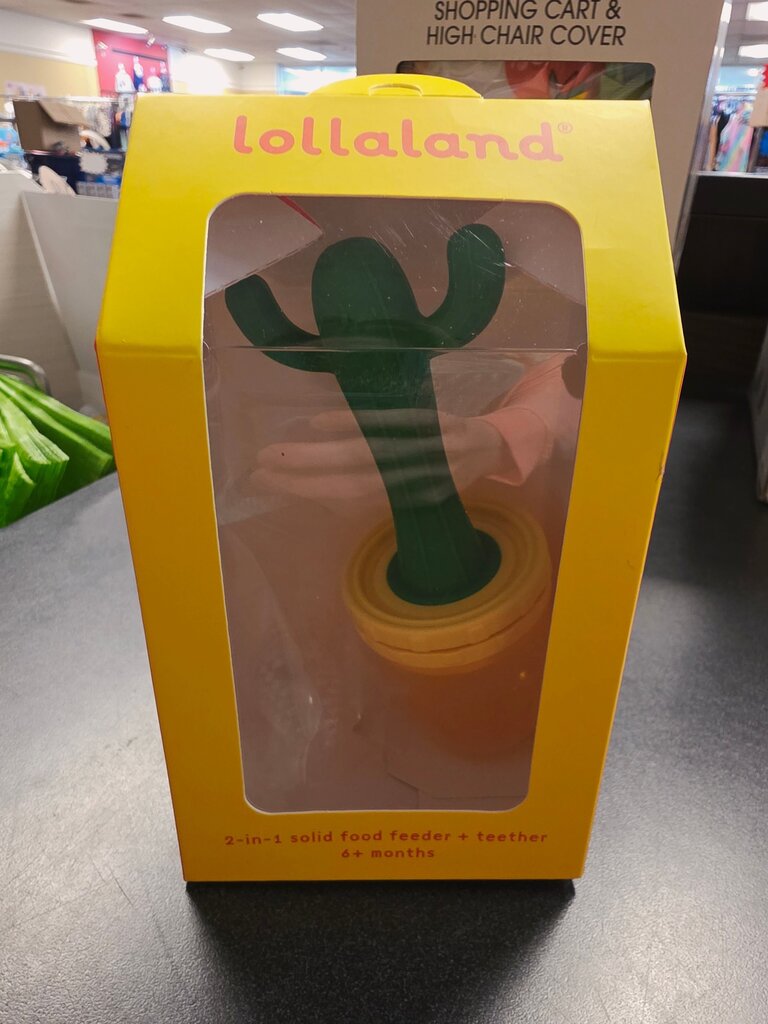 SHOPPING CART &
HIGH CHAIR COVER
lollaland®
2-in-1 solid food feeder + teether
6+ months